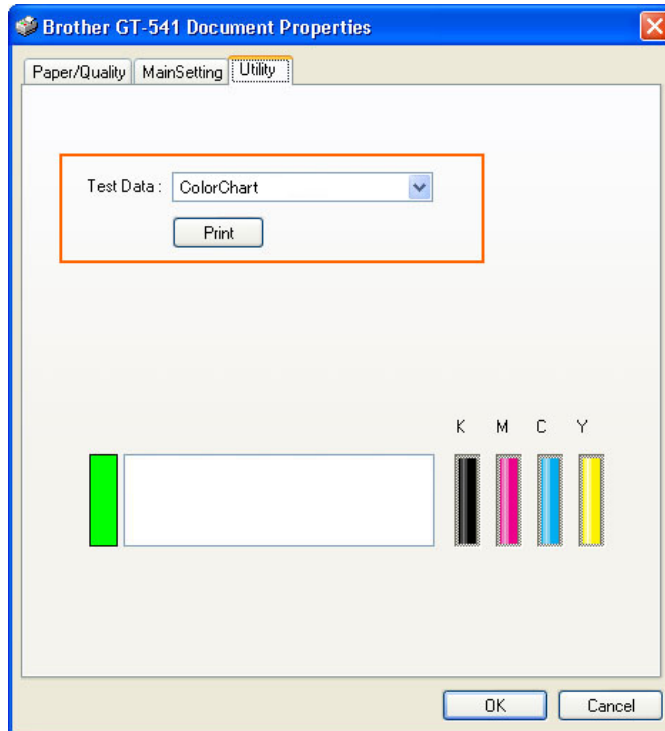 Brother GT-541 Document Properties
Paper/Quality MainSetting Utility
Test Data : ColorChart
Print
K M C Y
OK Cancel